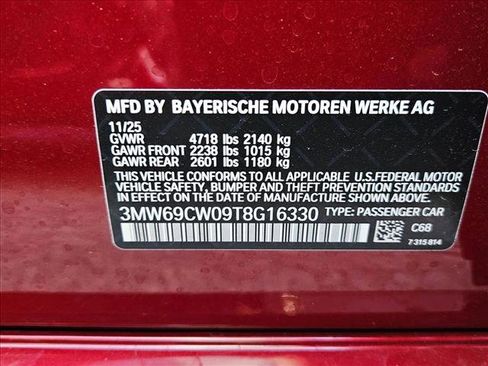 MFD BY BAYERISCHE MOTOREN WERKE AG
11/25
GVWR 4718 lbs 2140 kg
GAWR FRONT 2238 lbs 1015 kg
GAWR REAR 2601 lbs 1180 kg
THIS VEHICLE CONFORMS TO ALL APPLICABLE U.S.FEDERAL MOTOR
VEHICLE SAFETY, BUMPER AND THEFT PREVENTION STANDARDS
IN EFFECT ON THE DATE OF MANUFACTURE SHOWN ABOVE.
3MW69CW09T8G16330 TYPE: PASSENGER CAR
C68
7 315 814